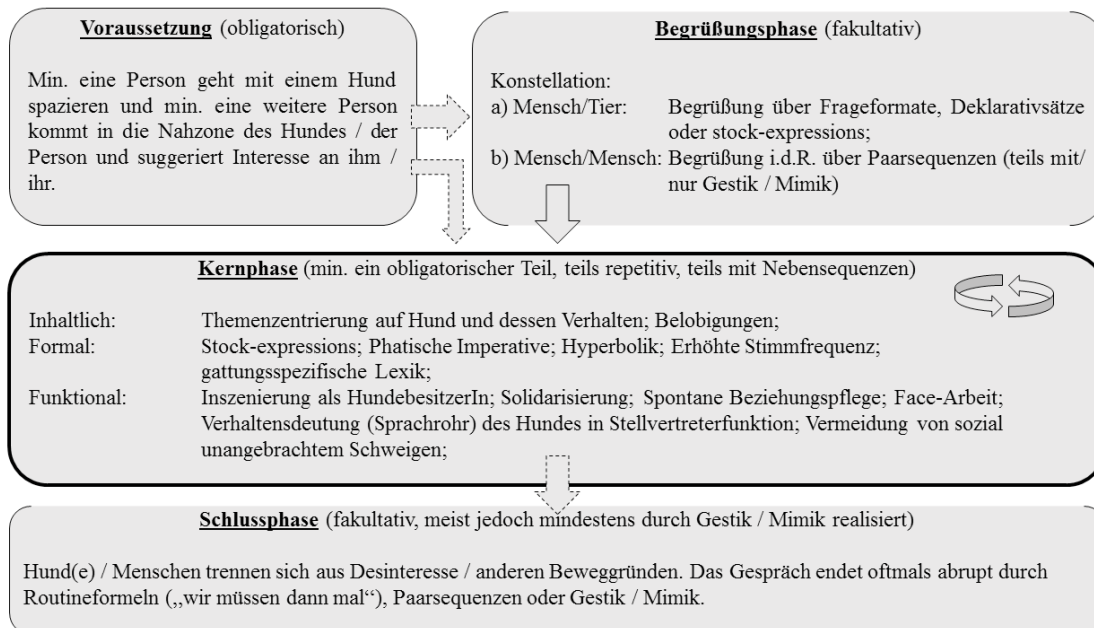 Voraussetzung (obligatorisch)
Min. eine Person geht mit einem Hund
spazieren und min. eine weitere Person
kommt in die Nahzone des Hundes / der
Person und suggeriert Interesse an ihm /
ihr.
Begrüßungsphase (fakultativ)
Konstellation:
a) Mensch/Tier: Begrüßung über Frageformate, Deklarativsätze
oder stock-expressions;
b) Mensch/Mensch: Begrüßung i.d.R. über Paarsequenzen (teils mit/
nur Gestik / Mimik)
Kernphase (min. ein obligatorischer Teil, teils repetitiv, teils mit Nebensequenzen)
Inhaltlich: Themenzentrierung auf Hund und dessen Verhalten; Belobigungen;
Formal: Stock-expressions; Phatische Imperative; Hyperbolik; Erhöhte Stimmfrequenz;
gattungsspezifische Lexik;
Funktional: Inszenierung als HundebesitzerIn; Solidarisierung; Spontane Beziehungspflege; Face-Arbeit;
Verhaltensdeutung (Sprachrohr) des Hundes in Stellvertreterfunktion; Vermeidung von sozial
unangebrachtem Schweigen;
Schlussphase (fakultativ, meist jedoch mindestens durch Gestik / Mimik realisiert)
Hund(e) / Menschen trennen sich aus Desinteresse / anderen Beweggründen. Das Gespräch endet oftmals abrupt durch
Routineformeln („wir müssen dann mal“), Paarsequenzen oder Gestik / Mimik.